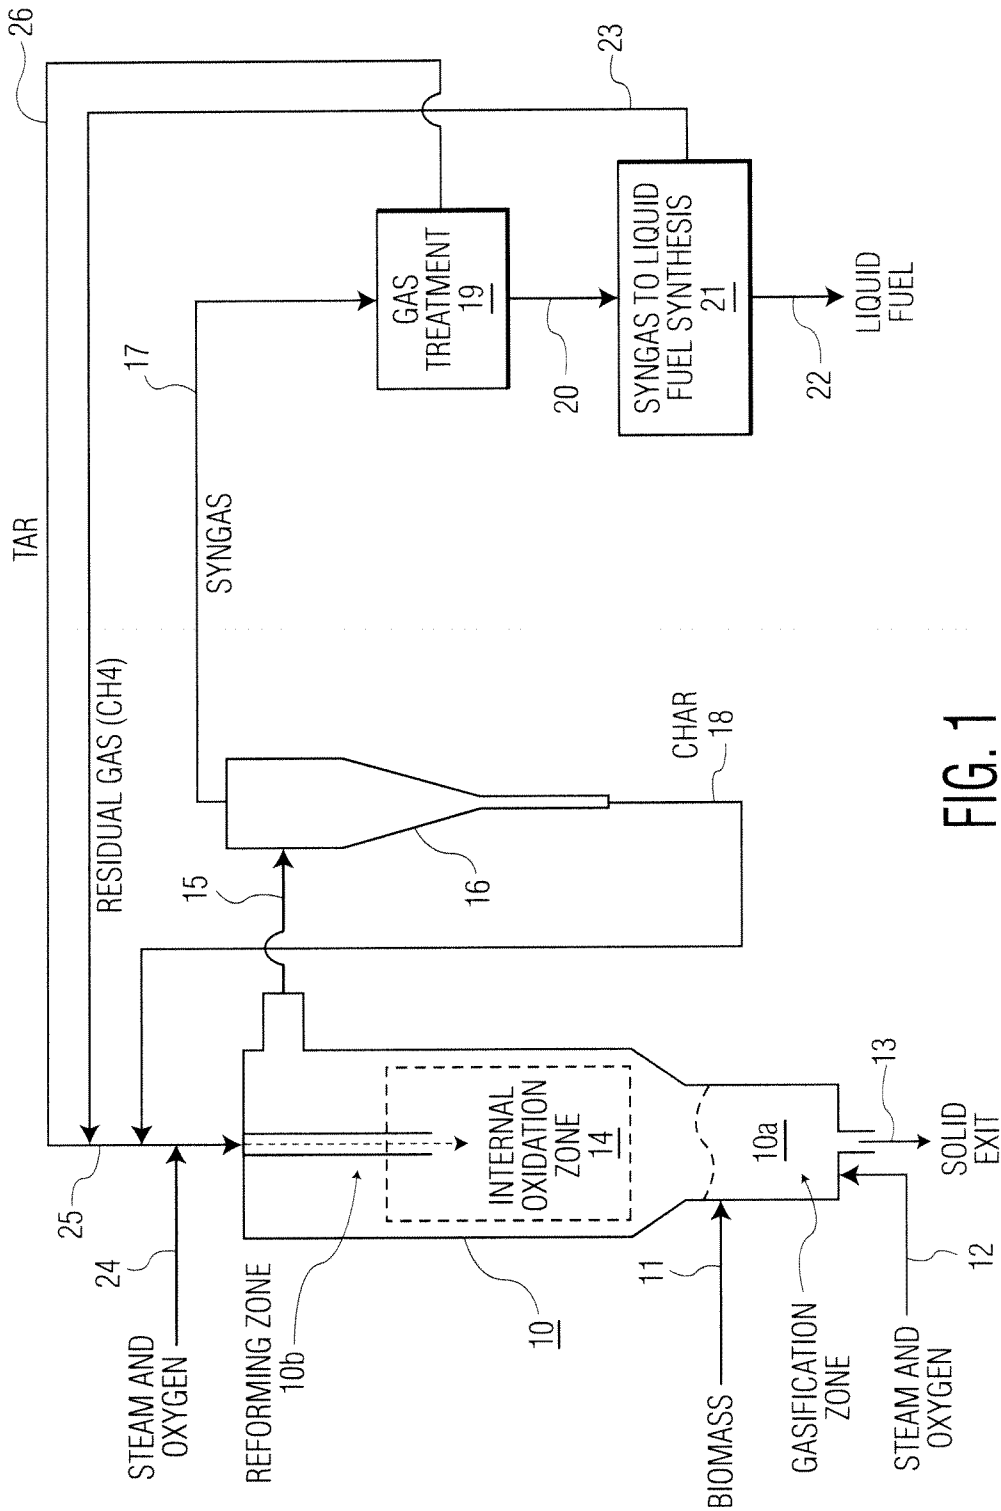 26
TAR
RESIDUAL GAS (CH4)
23
17
SYNGAS
GAS
TREATMENT
19
20
SYNGAS TO LIQUID
FUEL SYNTHESIS
21
22
LIQUID
FUEL
15
16
CHAR
18
25
24
STEAM AND
OXYGEN
REFORMING ZONE
10b
10
INTERNAL
OXIDATION
ZONE
14
11
BIOMASS
10a
GASIFICATION
ZONE
12
STEAM AND
OXYGEN
13
SOLID
EXIT
FIG. 1